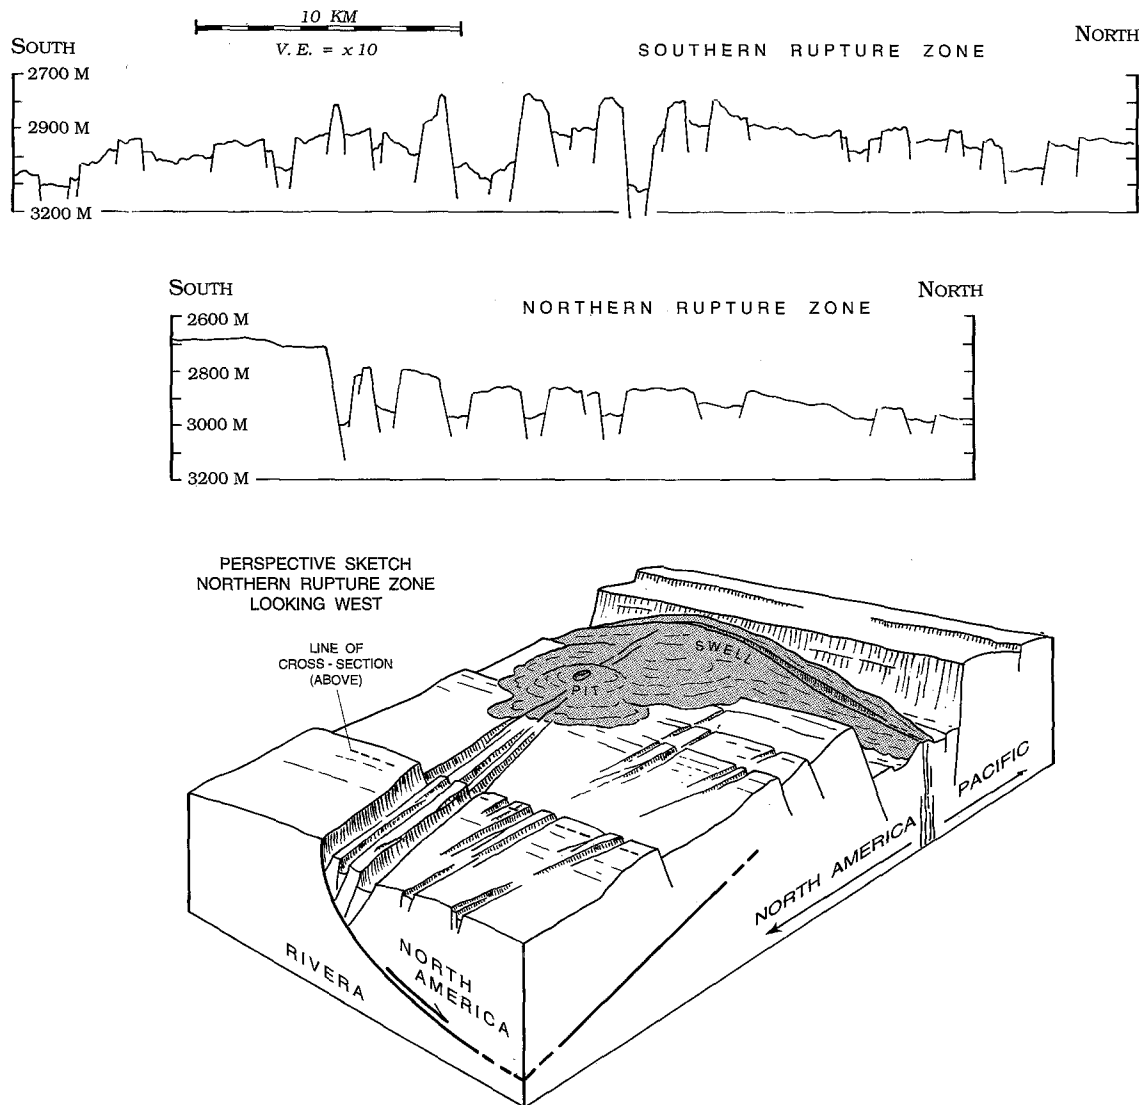 10 KM
V. E. = x 10
SOUTH
SOUTHERN RUPTURE ZONE
NORTH
2700 M
2900 M
3200 M
SOUTH
NORTHERN RUPTURE ZONE
NORTH
2600 M
2800 M
3000 M
3200 M
PERSPECTIVE SKETCH
NORTHERN RUPTURE ZONE
LOOKING WEST
LINE OF
CROSS - SECTION
(ABOVE)
SWELL
PIT
PACIFIC
NORTH AMERICA
RIVERA
NORTH
AMERICA